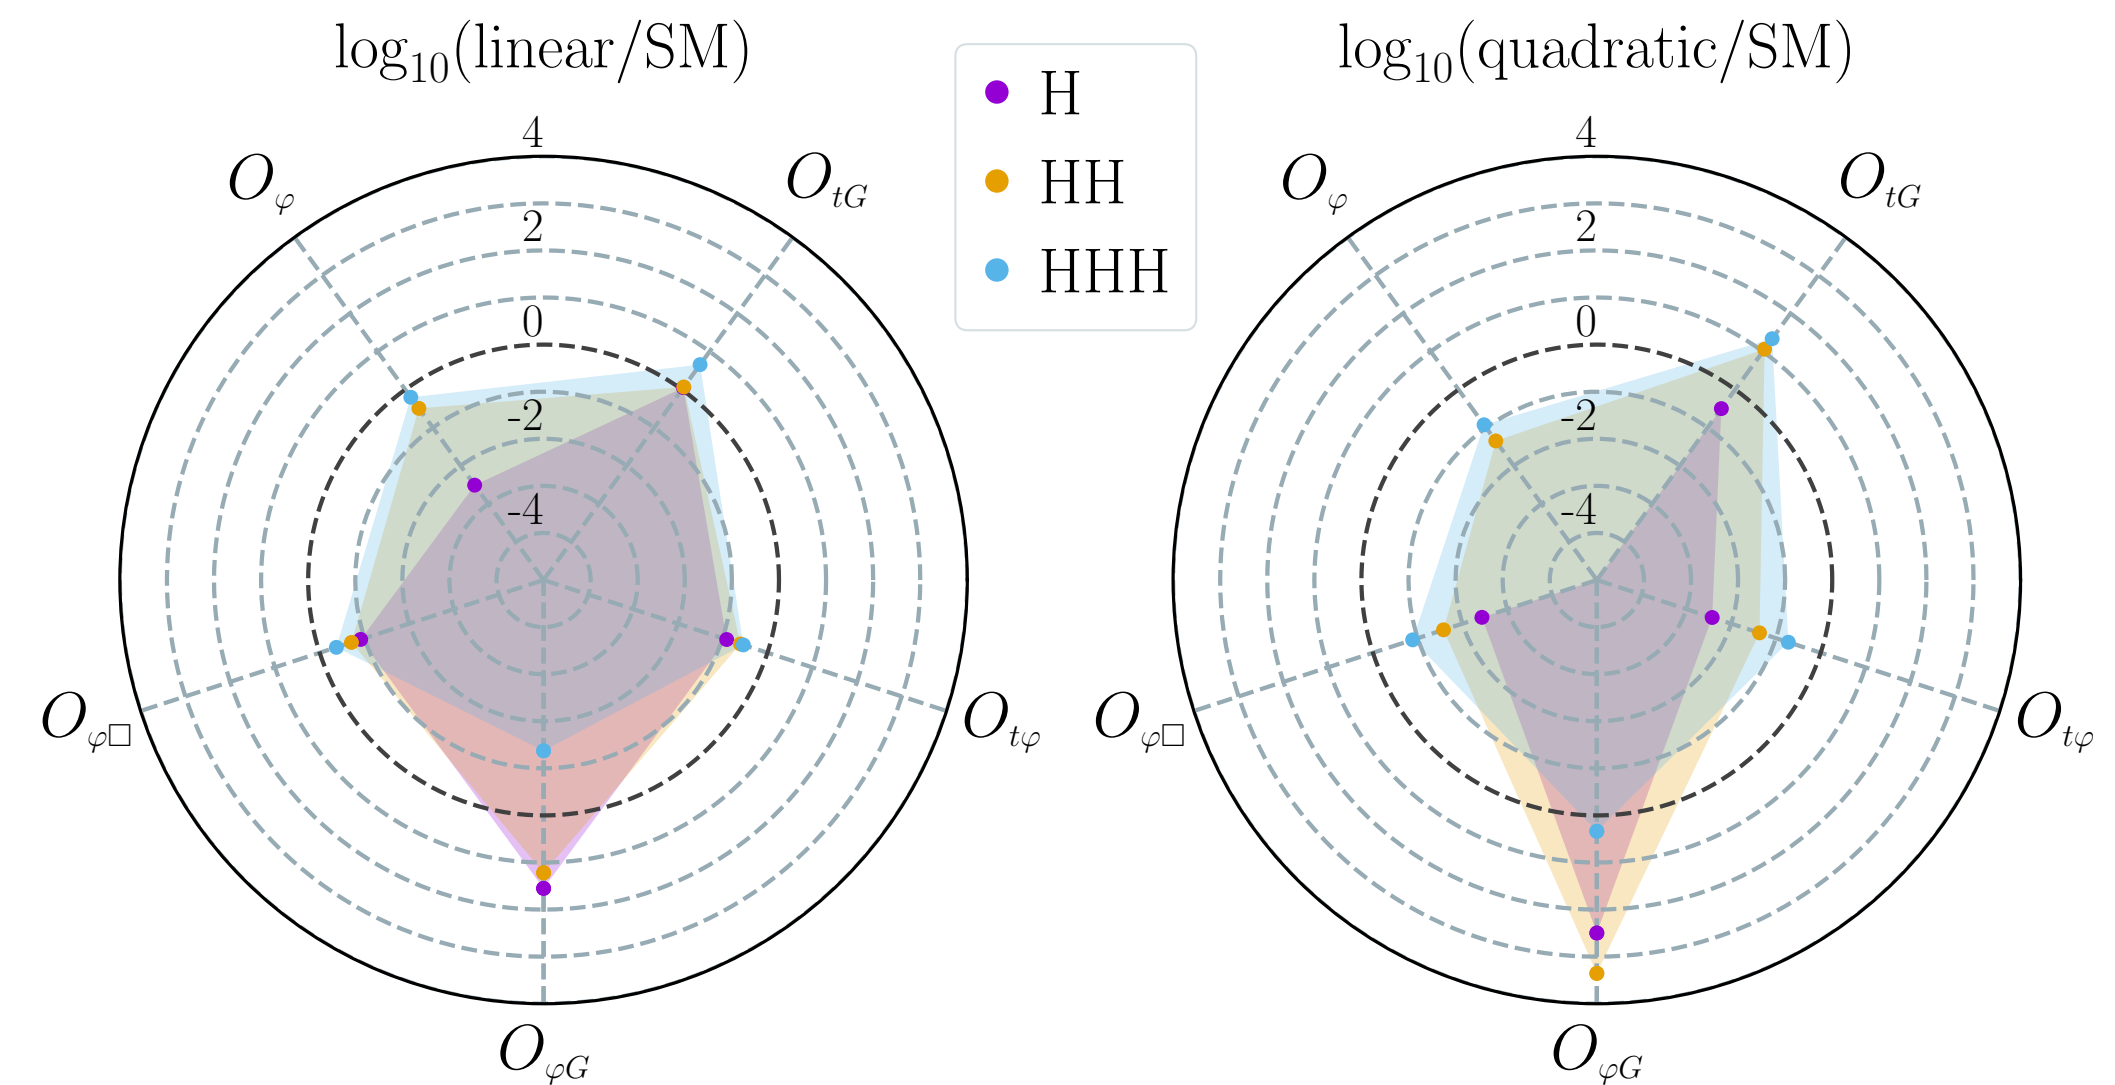 log₁₀(linear/SM)
4
2
0
-2
-4
O_φ
O_tG
O_φ□
O_tφ
O_φG
H
HH
HHH
log₁₀(quadratic/SM)
4
2
0
-2
-4
O_φ
O_tG
O_φ□
O_tφ
O_φG